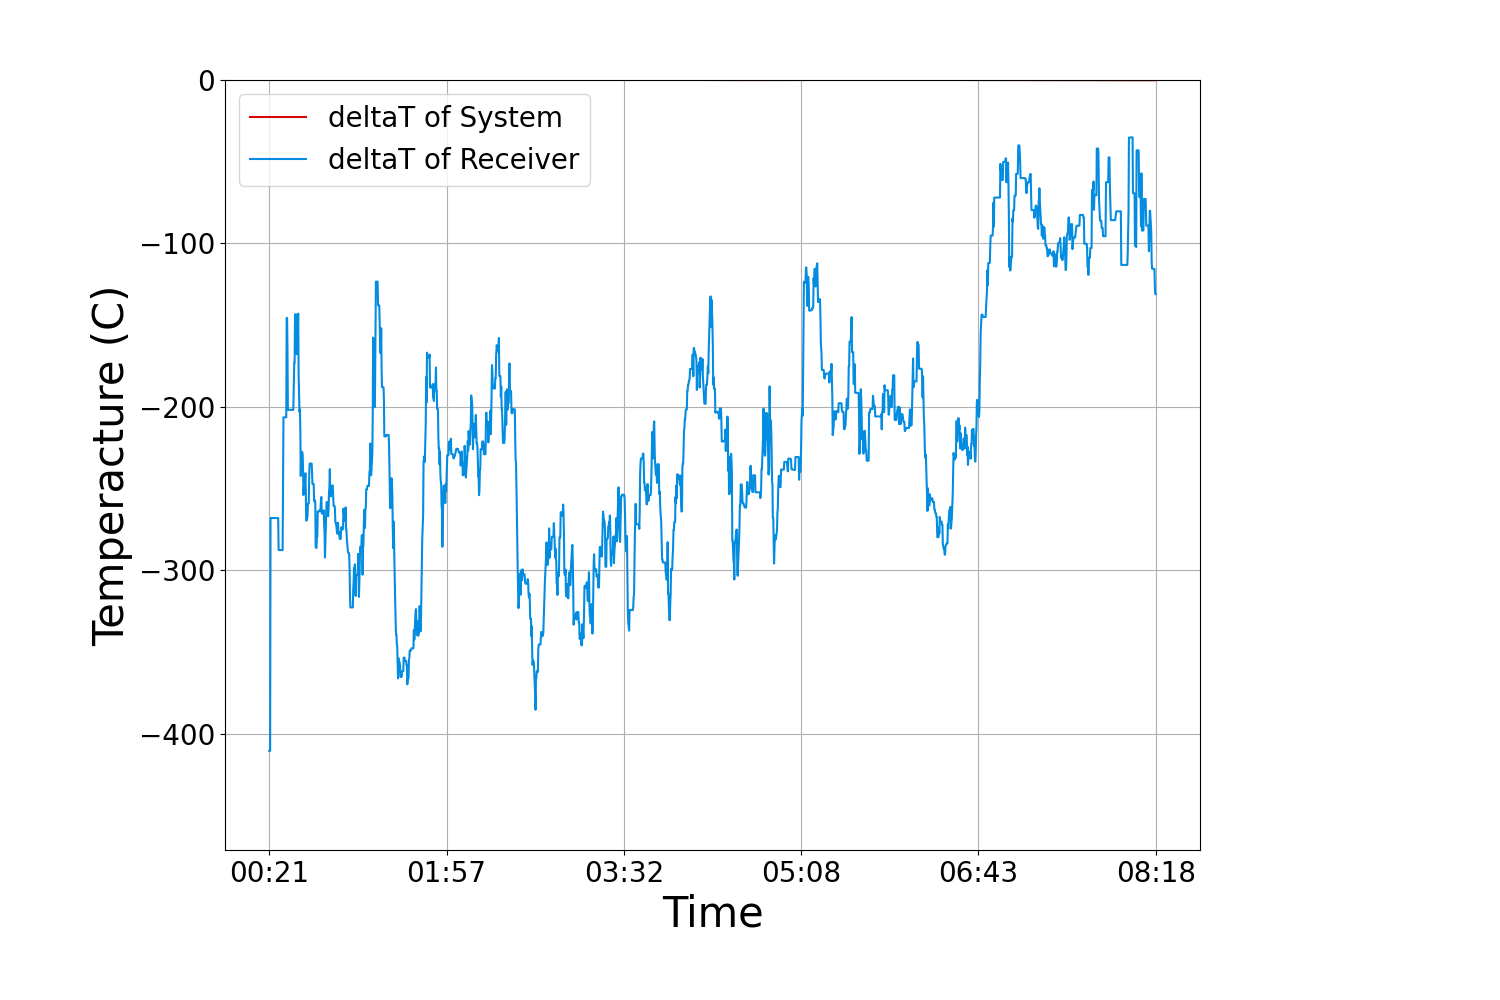 deltaT of System
deltaT of Receiver
Temperacture (C)
0
−100
−200
−300
−400
00:21 01:57 03:32 05:08 06:43 08:18
Time